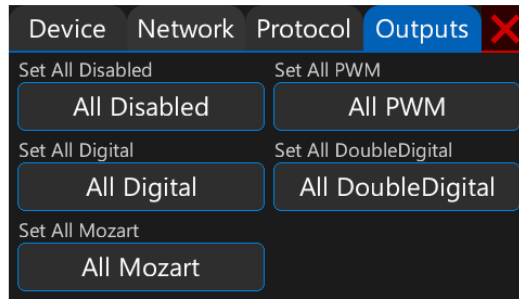 Device Network Protocol Outputs
Set All Disabled Set All PWM
All Disabled All PWM
Set All Digital Set All DoubleDigital
All Digital All DoubleDigital
Set All Mozart
All Mozart